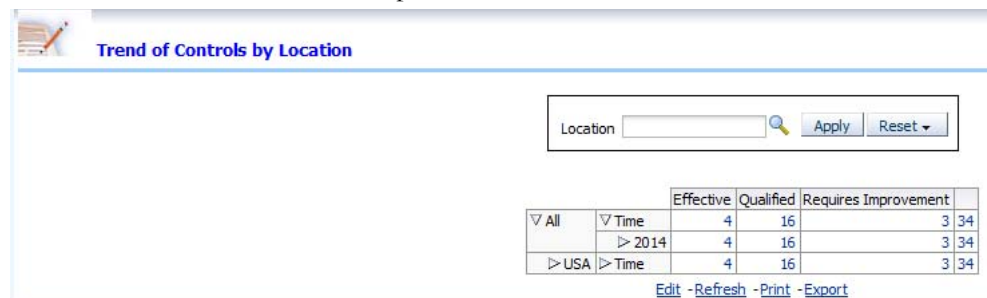 Trend of Controls by Location
Location Apply Reset
Effective Qualified Requires Improvement
All Time 4 16 3 34
2014 4 16 3 34
USA Time 4 16 3 34
Edit - Refresh - Print - Export